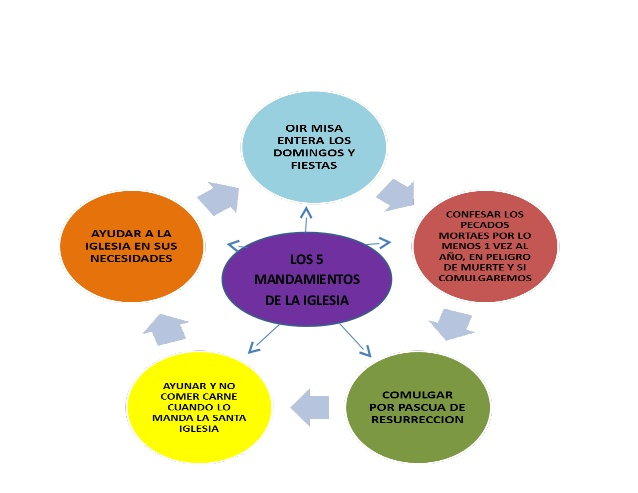 OIR MISA
ENTERA LOS
DOMINGOS Y
FIESTAS
CONFESAR LOS
PECADOS
MORTAES POR LO
MENOS 1 VEZ AL
AÑO, EN PELIGRO
DE MUERTE Y SI
COMULGAREMOS
COMULGAR
POR PASCUA DE
RESURRECCION
AYUNAR Y NO
COMER CARNE
CUANDO LO
MANDA LA SANTA
IGLESIA
AYUDAR A LA
IGLESIA EN SUS
NECESIDADES
LOS 5
MANDAMIENTOS
DE LA IGLESIA